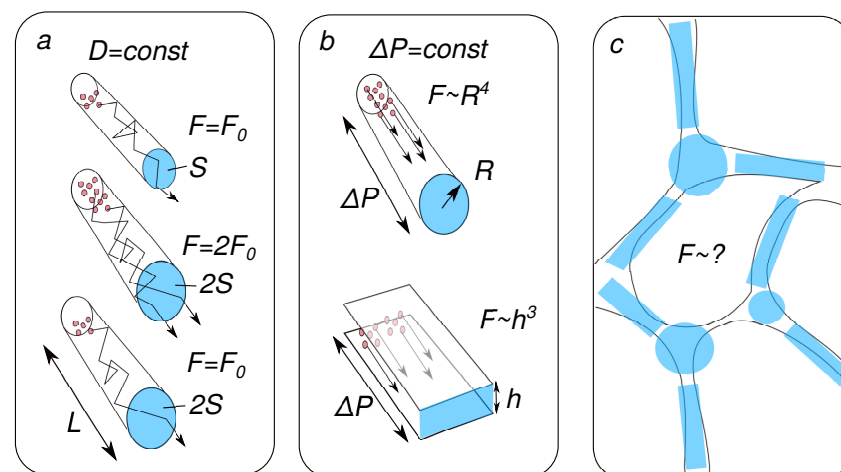 a
D=const
F=F₀
S
F=2F₀
2S
F=F₀
2S
L
b
ΔP=const
F~R⁴
R
ΔP
F~h³
ΔP
h
c
F~?